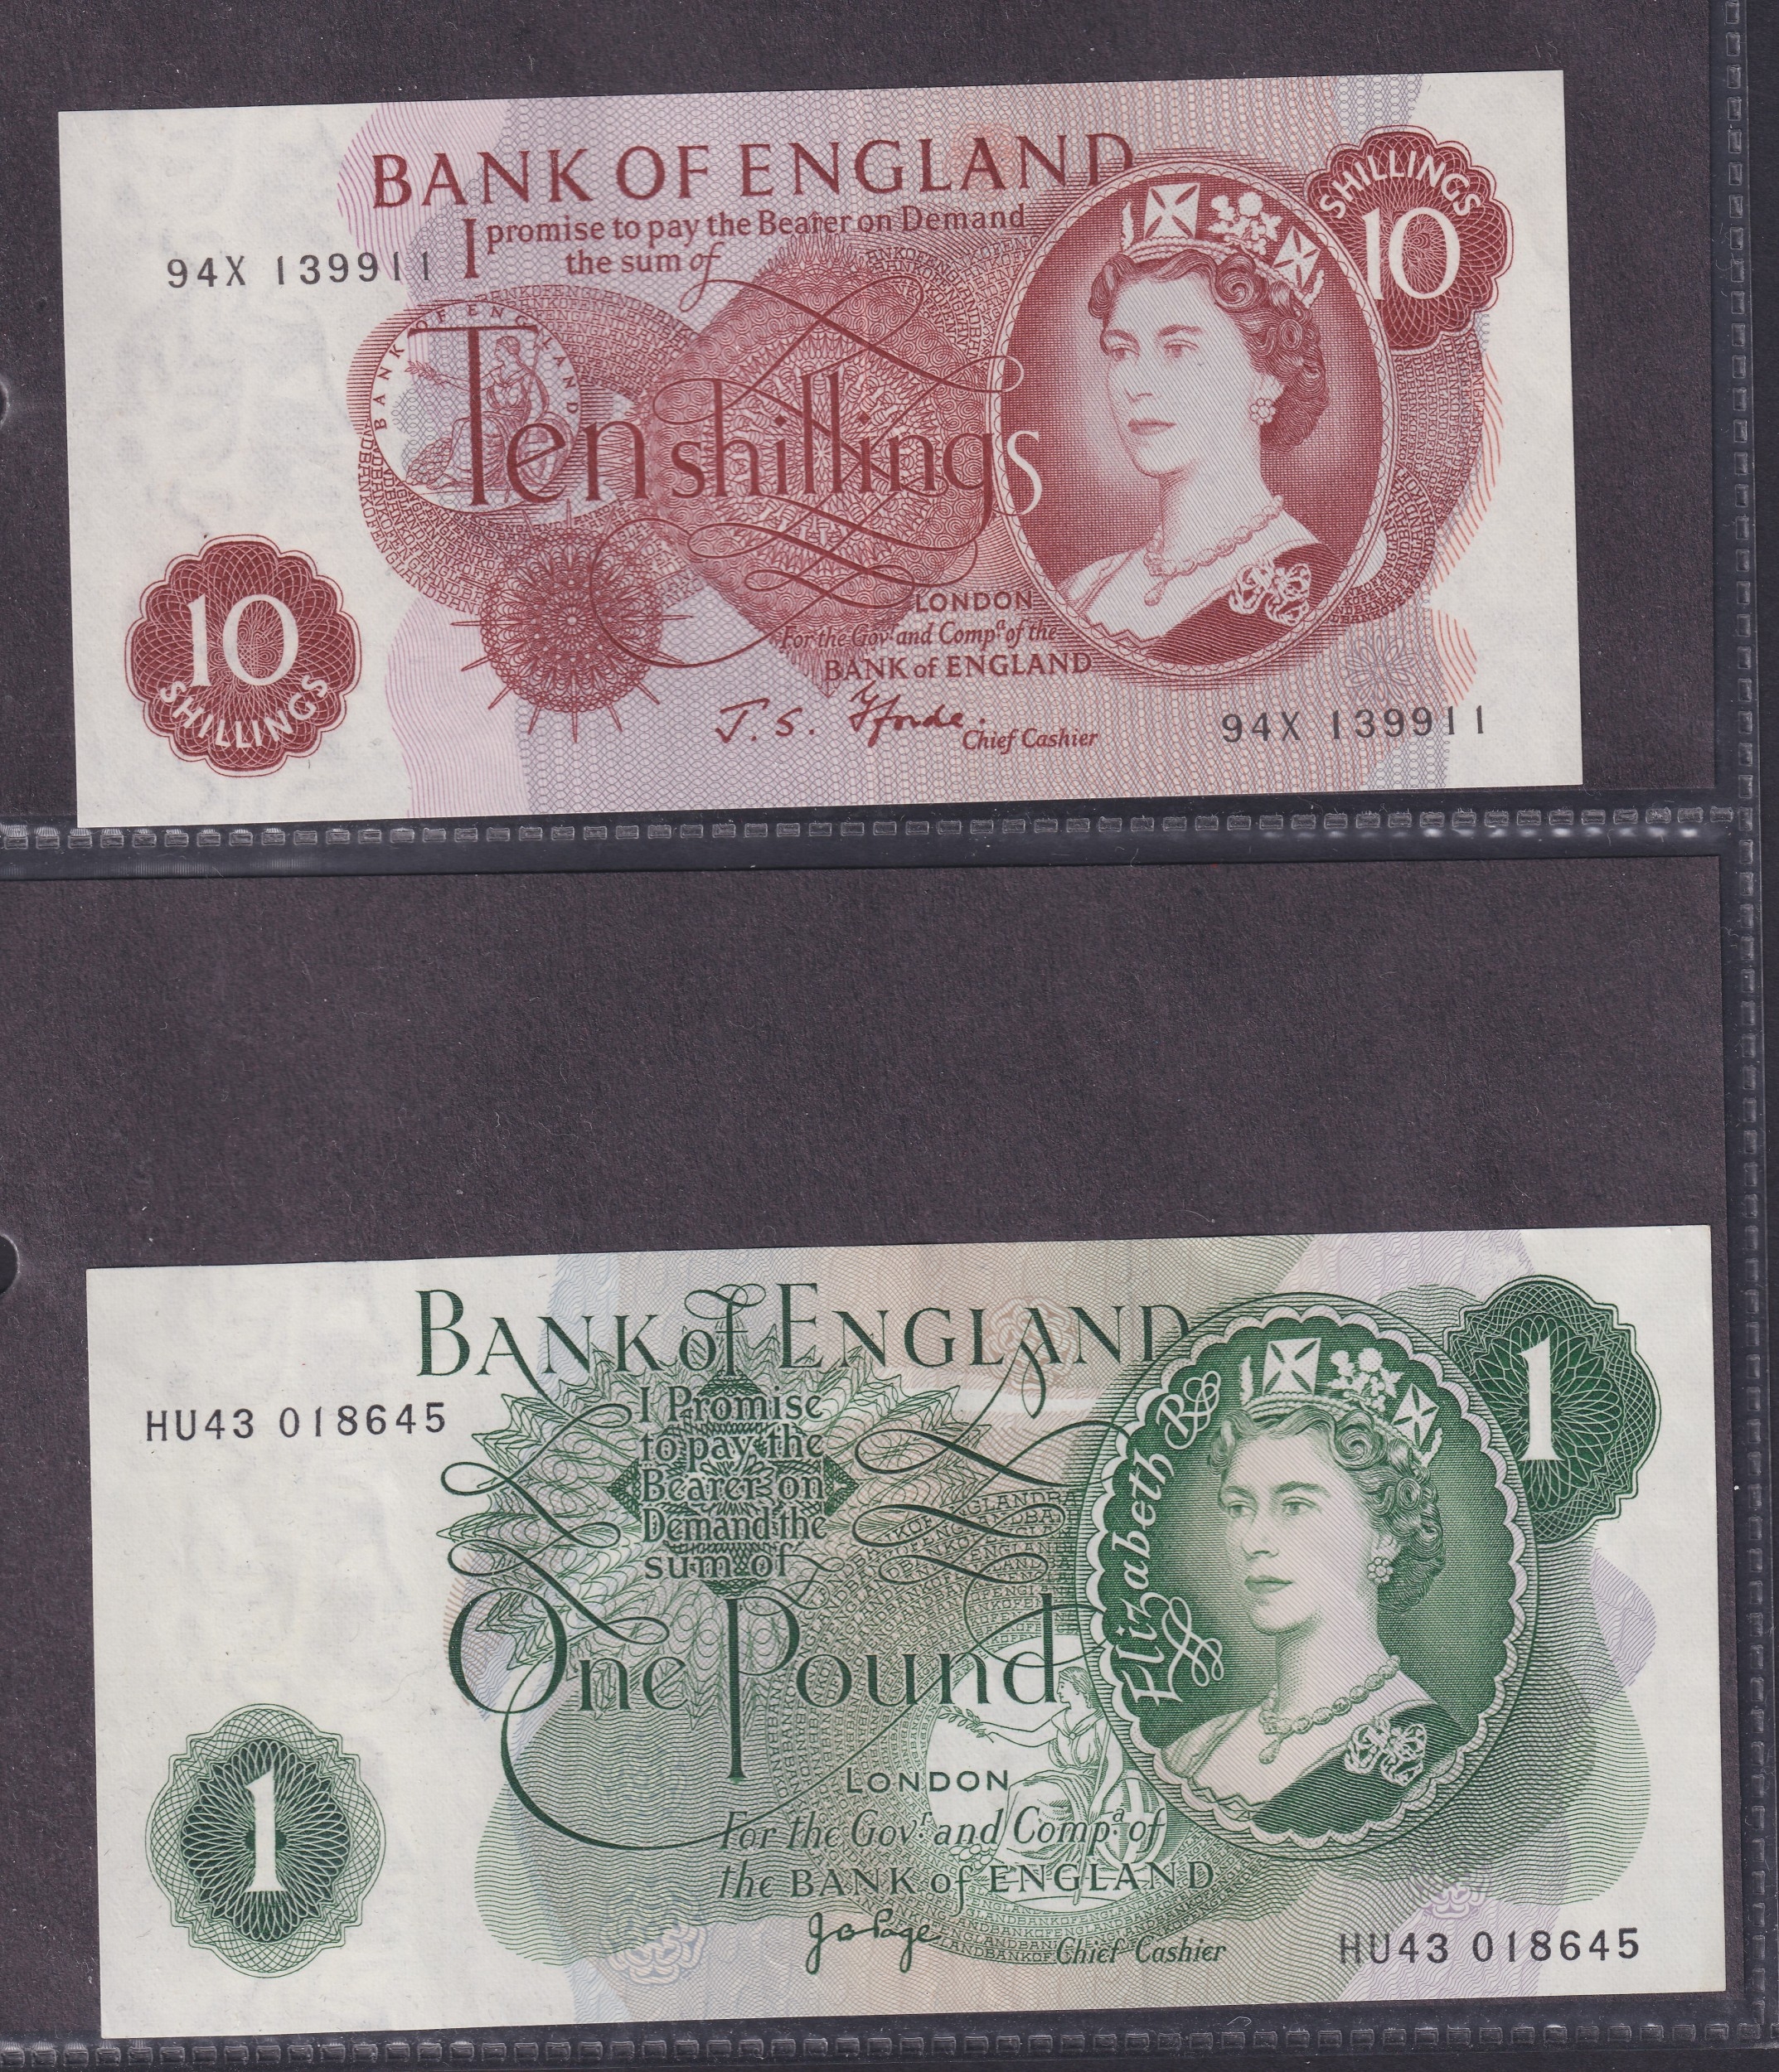 BANK OF ENGLAND
I promise to pay the Bearer on Demand
the sum of
94X 139911
SHILLINGS
10
BANK OF ENGLAND
Ten shillings
10
SHILLINGS
LONDON
For the Govr. and Compa. of the
BANK of ENGLAND
J. S. Fforde.
Chief Cashier
94X 139911
BANK of ENGLAND
1
HU43 018645
I Promise
to pay the
Bearer on
Demand the
sum of
One Pound
Elizabeth R
LONDON
For the Govr. and Compa. of
the BANK of ENGLAND
J B Page
Chief Cashier
1
HU43 018645